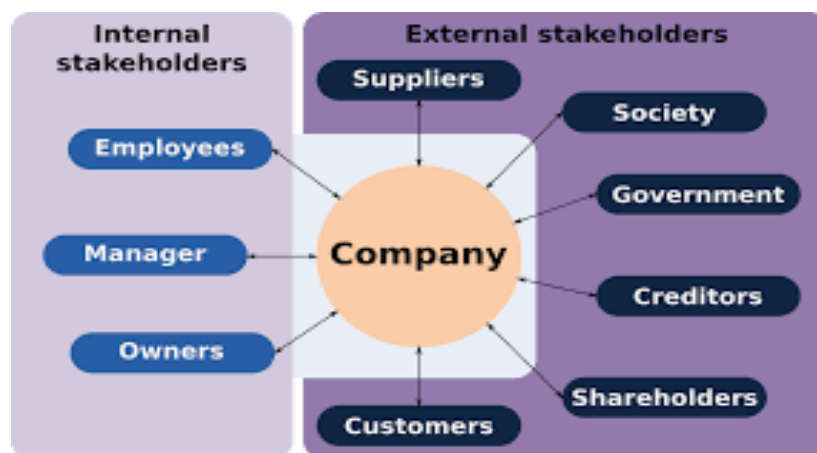 Internal
stakeholders
Employees
Manager
Owners
External stakeholders
Suppliers
Society
Government
Company
Creditors
Shareholders
Customers